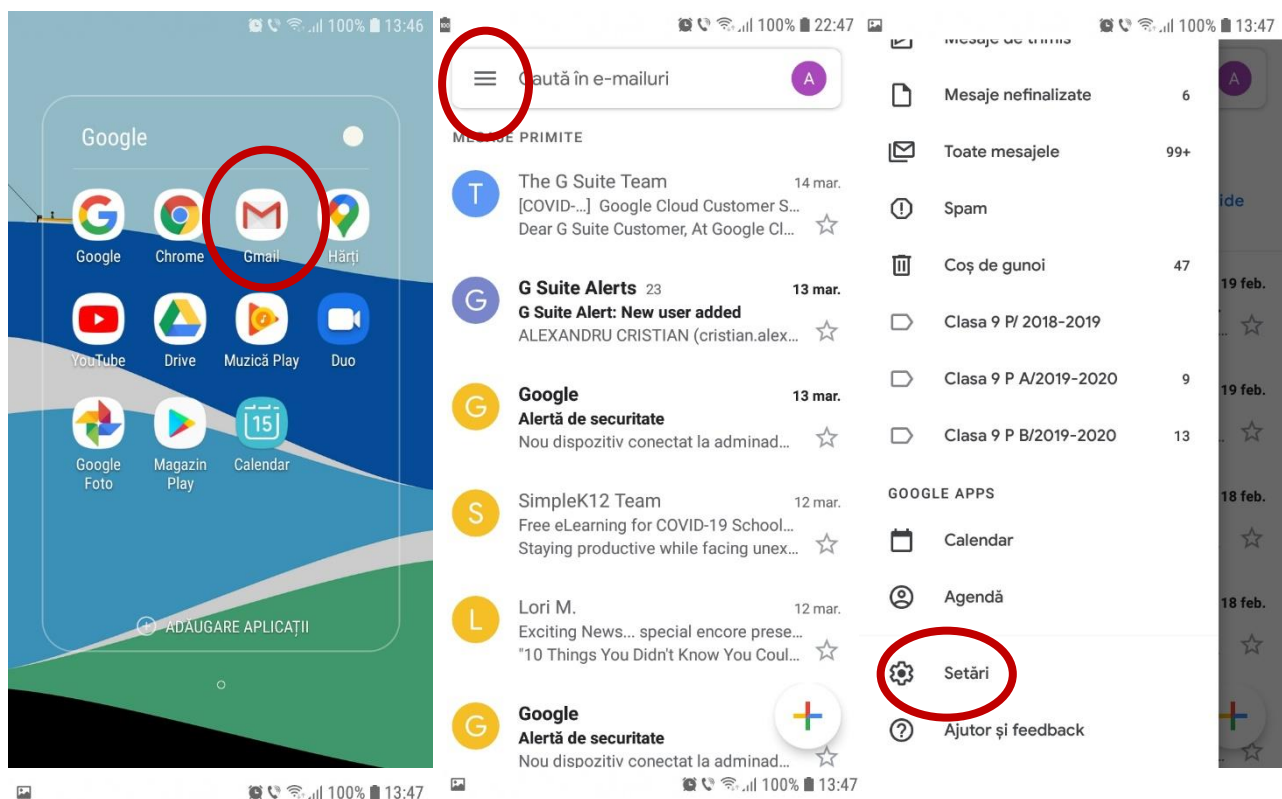 100% 13:46
Google
Google Chrome Gmail Hărți
YouTube Drive Muzică Play Duo
Google Foto Magazin Play Calendar
15
ADĂUGARE APLICAȚII
100% 22:47
Caută în e-mailuri
A
MESAJE PRIMITE
T
The G Suite Team 14 mar.
[COVID-...] Google Cloud Customer S...
Dear G Suite Customer, At Google Cl...
G
G Suite Alerts 23 13 mar.
G Suite Alert: New user added
ALEXANDRU CRISTIAN (cristian.alex...
G
Google 13 mar.
Alertă de securitate
Nou dispozitiv conectat la adminad...
S
SimpleK12 Team 12 mar.
Free eLearning for COVID-19 School...
Staying productive while facing unex...
L
Lori M. 12 mar.
Exciting News... special encore prese...
"10 Things You Didn't Know You Coul...
G
Google
Alertă de securitate
Nou dispozitiv conectat la adminad...
100% 13:47
Mesaje de trimis
A
Mesaje nefinalizate 6
Toate mesajele 99+
ide
Spam
Coș de gunoi 47
19 feb.
Clasa 9 P/ 2018-2019
Clasa 9 P A/2019-2020 9
19 feb.
Clasa 9 P B/2019-2020 13
GOOGLE APPS
18 feb.
Calendar
Agendă
18 feb.
Setări
Ajutor și feedback
100% 13:47
100% 13:47